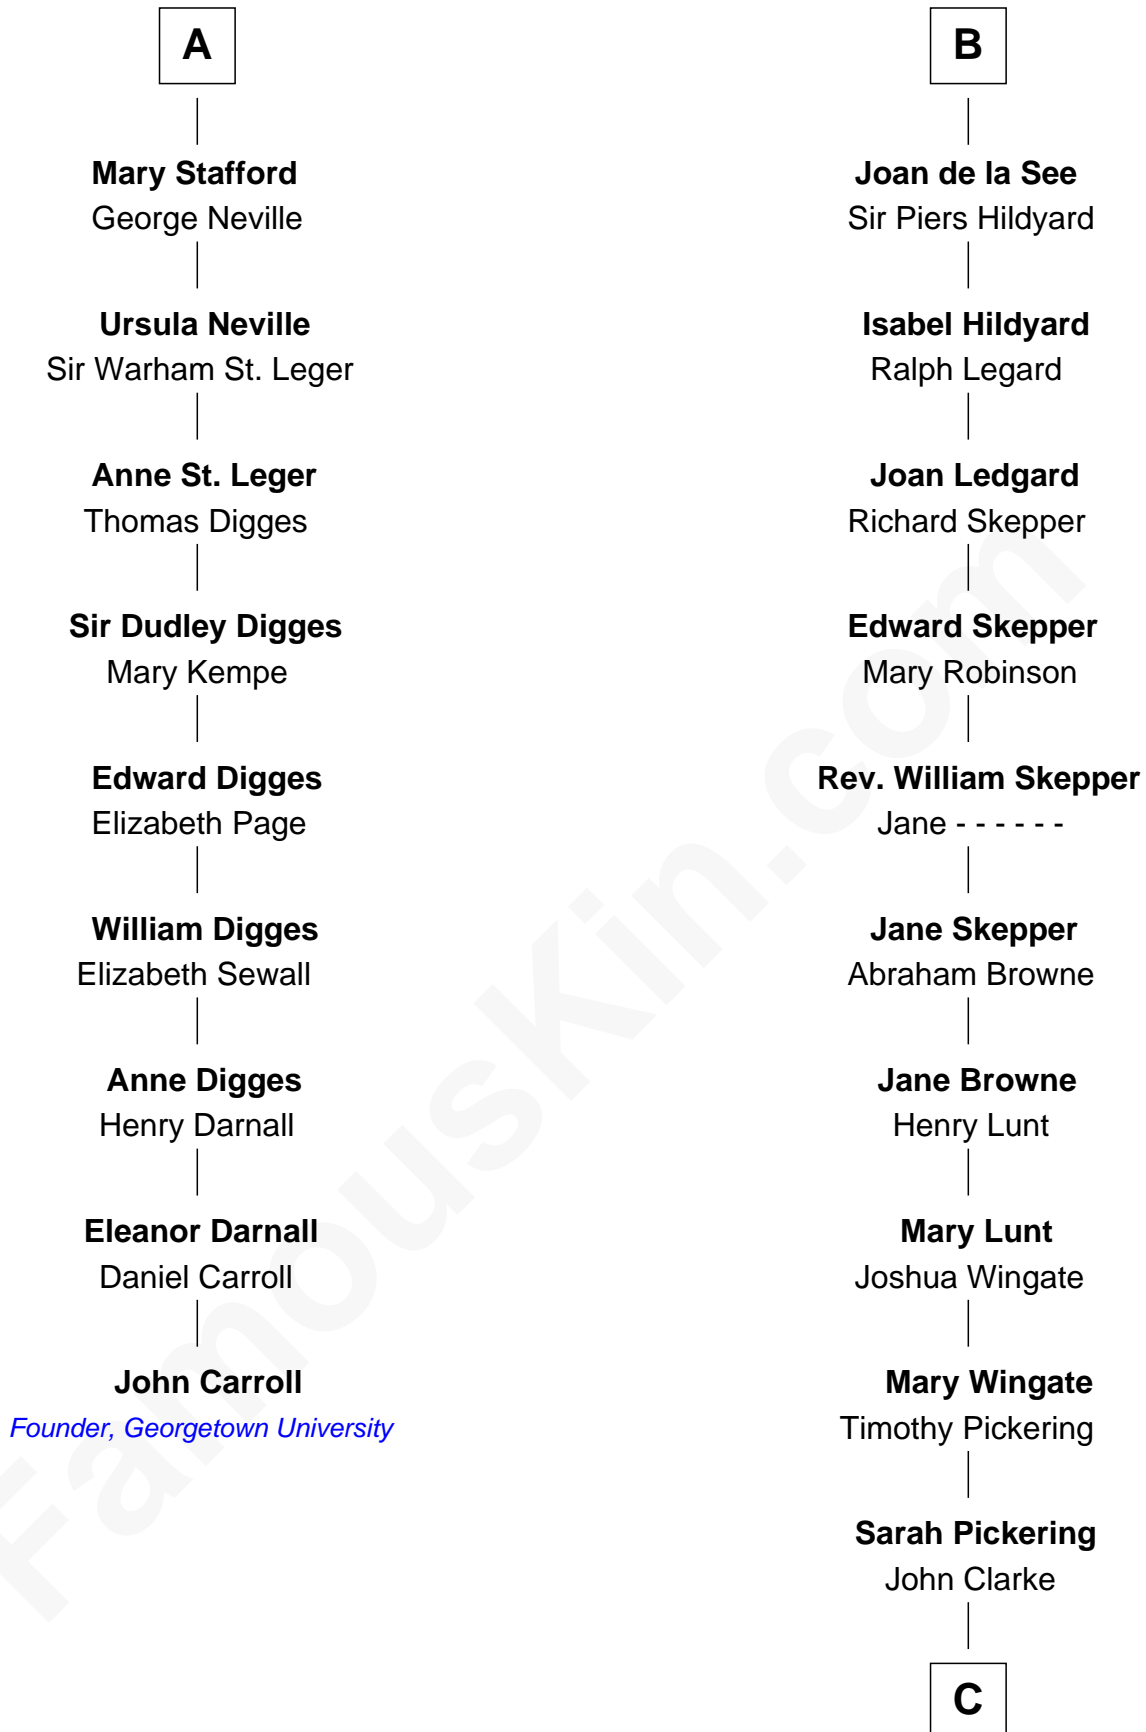 A
Mary Stafford
George Neville
Ursula Neville
Sir Warham St. Leger
Anne St. Leger
Thomas Digges
Sir Dudley Digges
Mary Kempe
Edward Digges
Elizabeth Page
William Digges
Elizabeth Sewall
Anne Digges
Henry Darnall
Eleanor Darnall
Daniel Carroll
John Carroll
Founder, Georgetown University
B
Joan de la See
Sir Piers Hildyard
Isabel Hildyard
Ralph Legard
Joan Ledgard
Richard Skepper
Edward Skepper
Mary Robinson
Rev. William Skepper
Jane - - - - - -
Jane Skepper
Abraham Browne
Jane Browne
Henry Lunt
Mary Lunt
Joshua Wingate
Mary Wingate
Timothy Pickering
Sarah Pickering
John Clarke
C
FamousKin.com